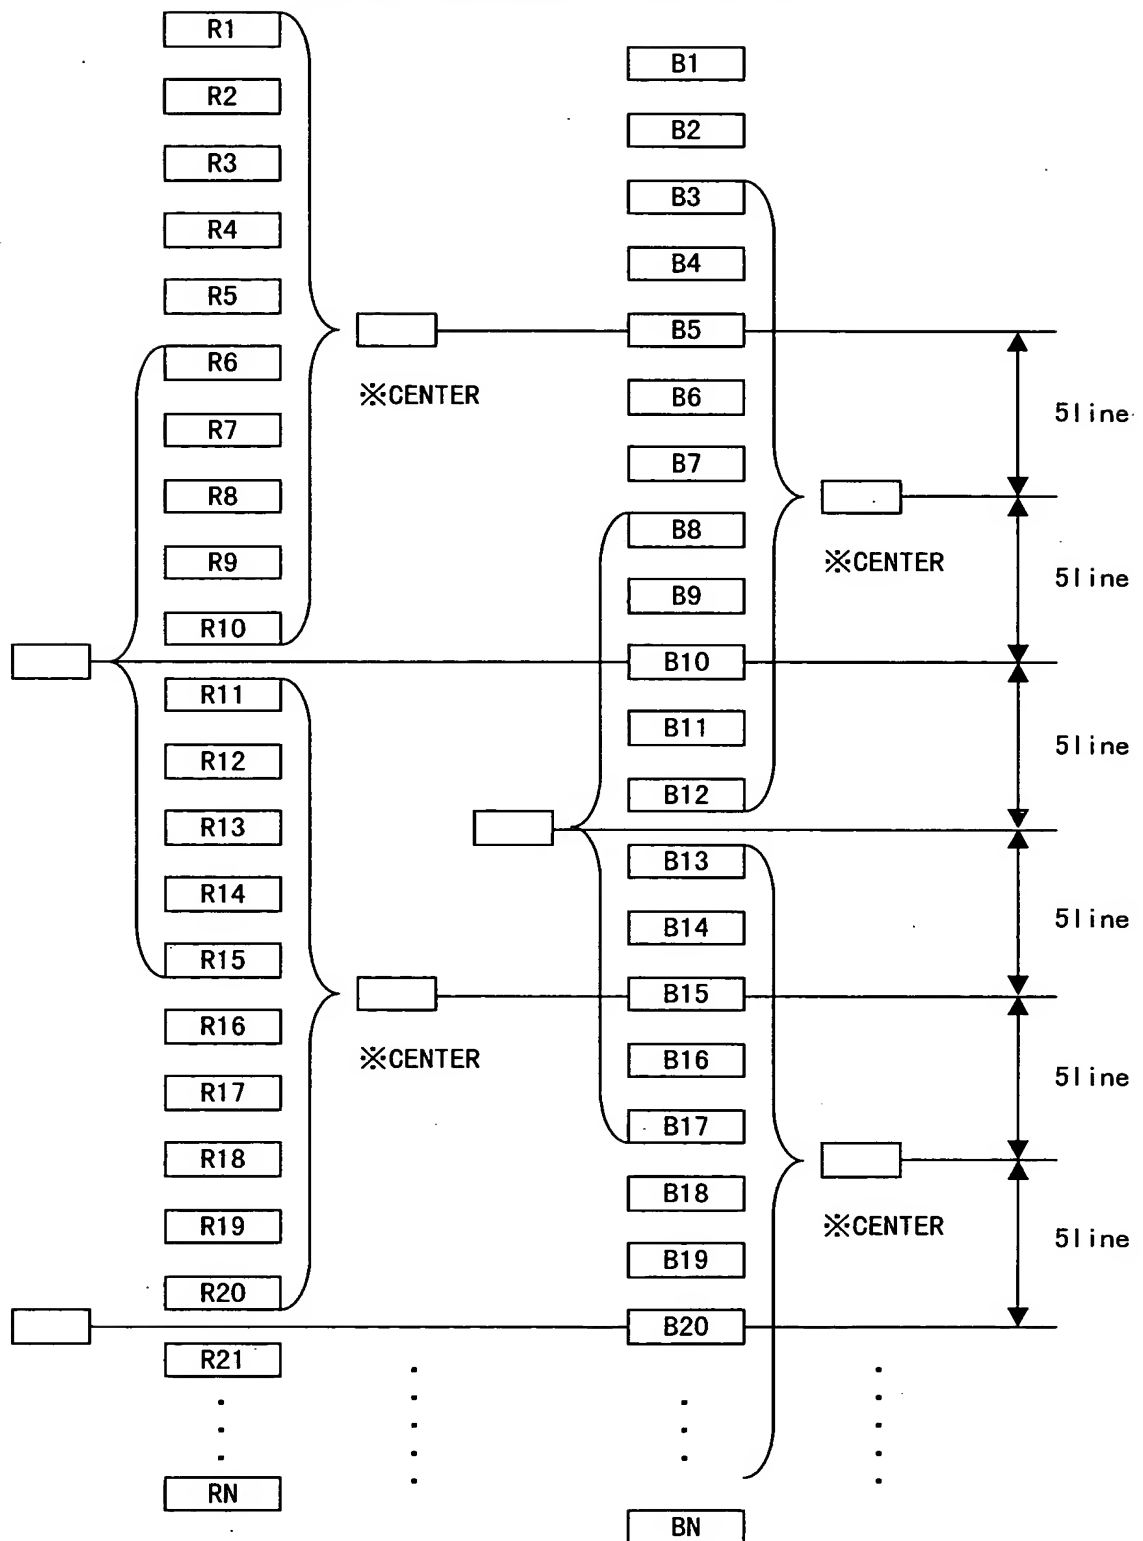 R1
B1
R2
B2
R3
B3
R4
B4
R5
B5
R6
※CENTER
B6
5line
R7
B7
R8
B8
R9
※CENTER
B9
5line
R10
B10
R11
B11
5line
R12
B12
R13
B13
R14
B14
5line
R15
B15
R16
※CENTER
B16
5line
R17
B17
R18
B18
R19
※CENTER
B19
5line
R20
B20
R21
RN
BN